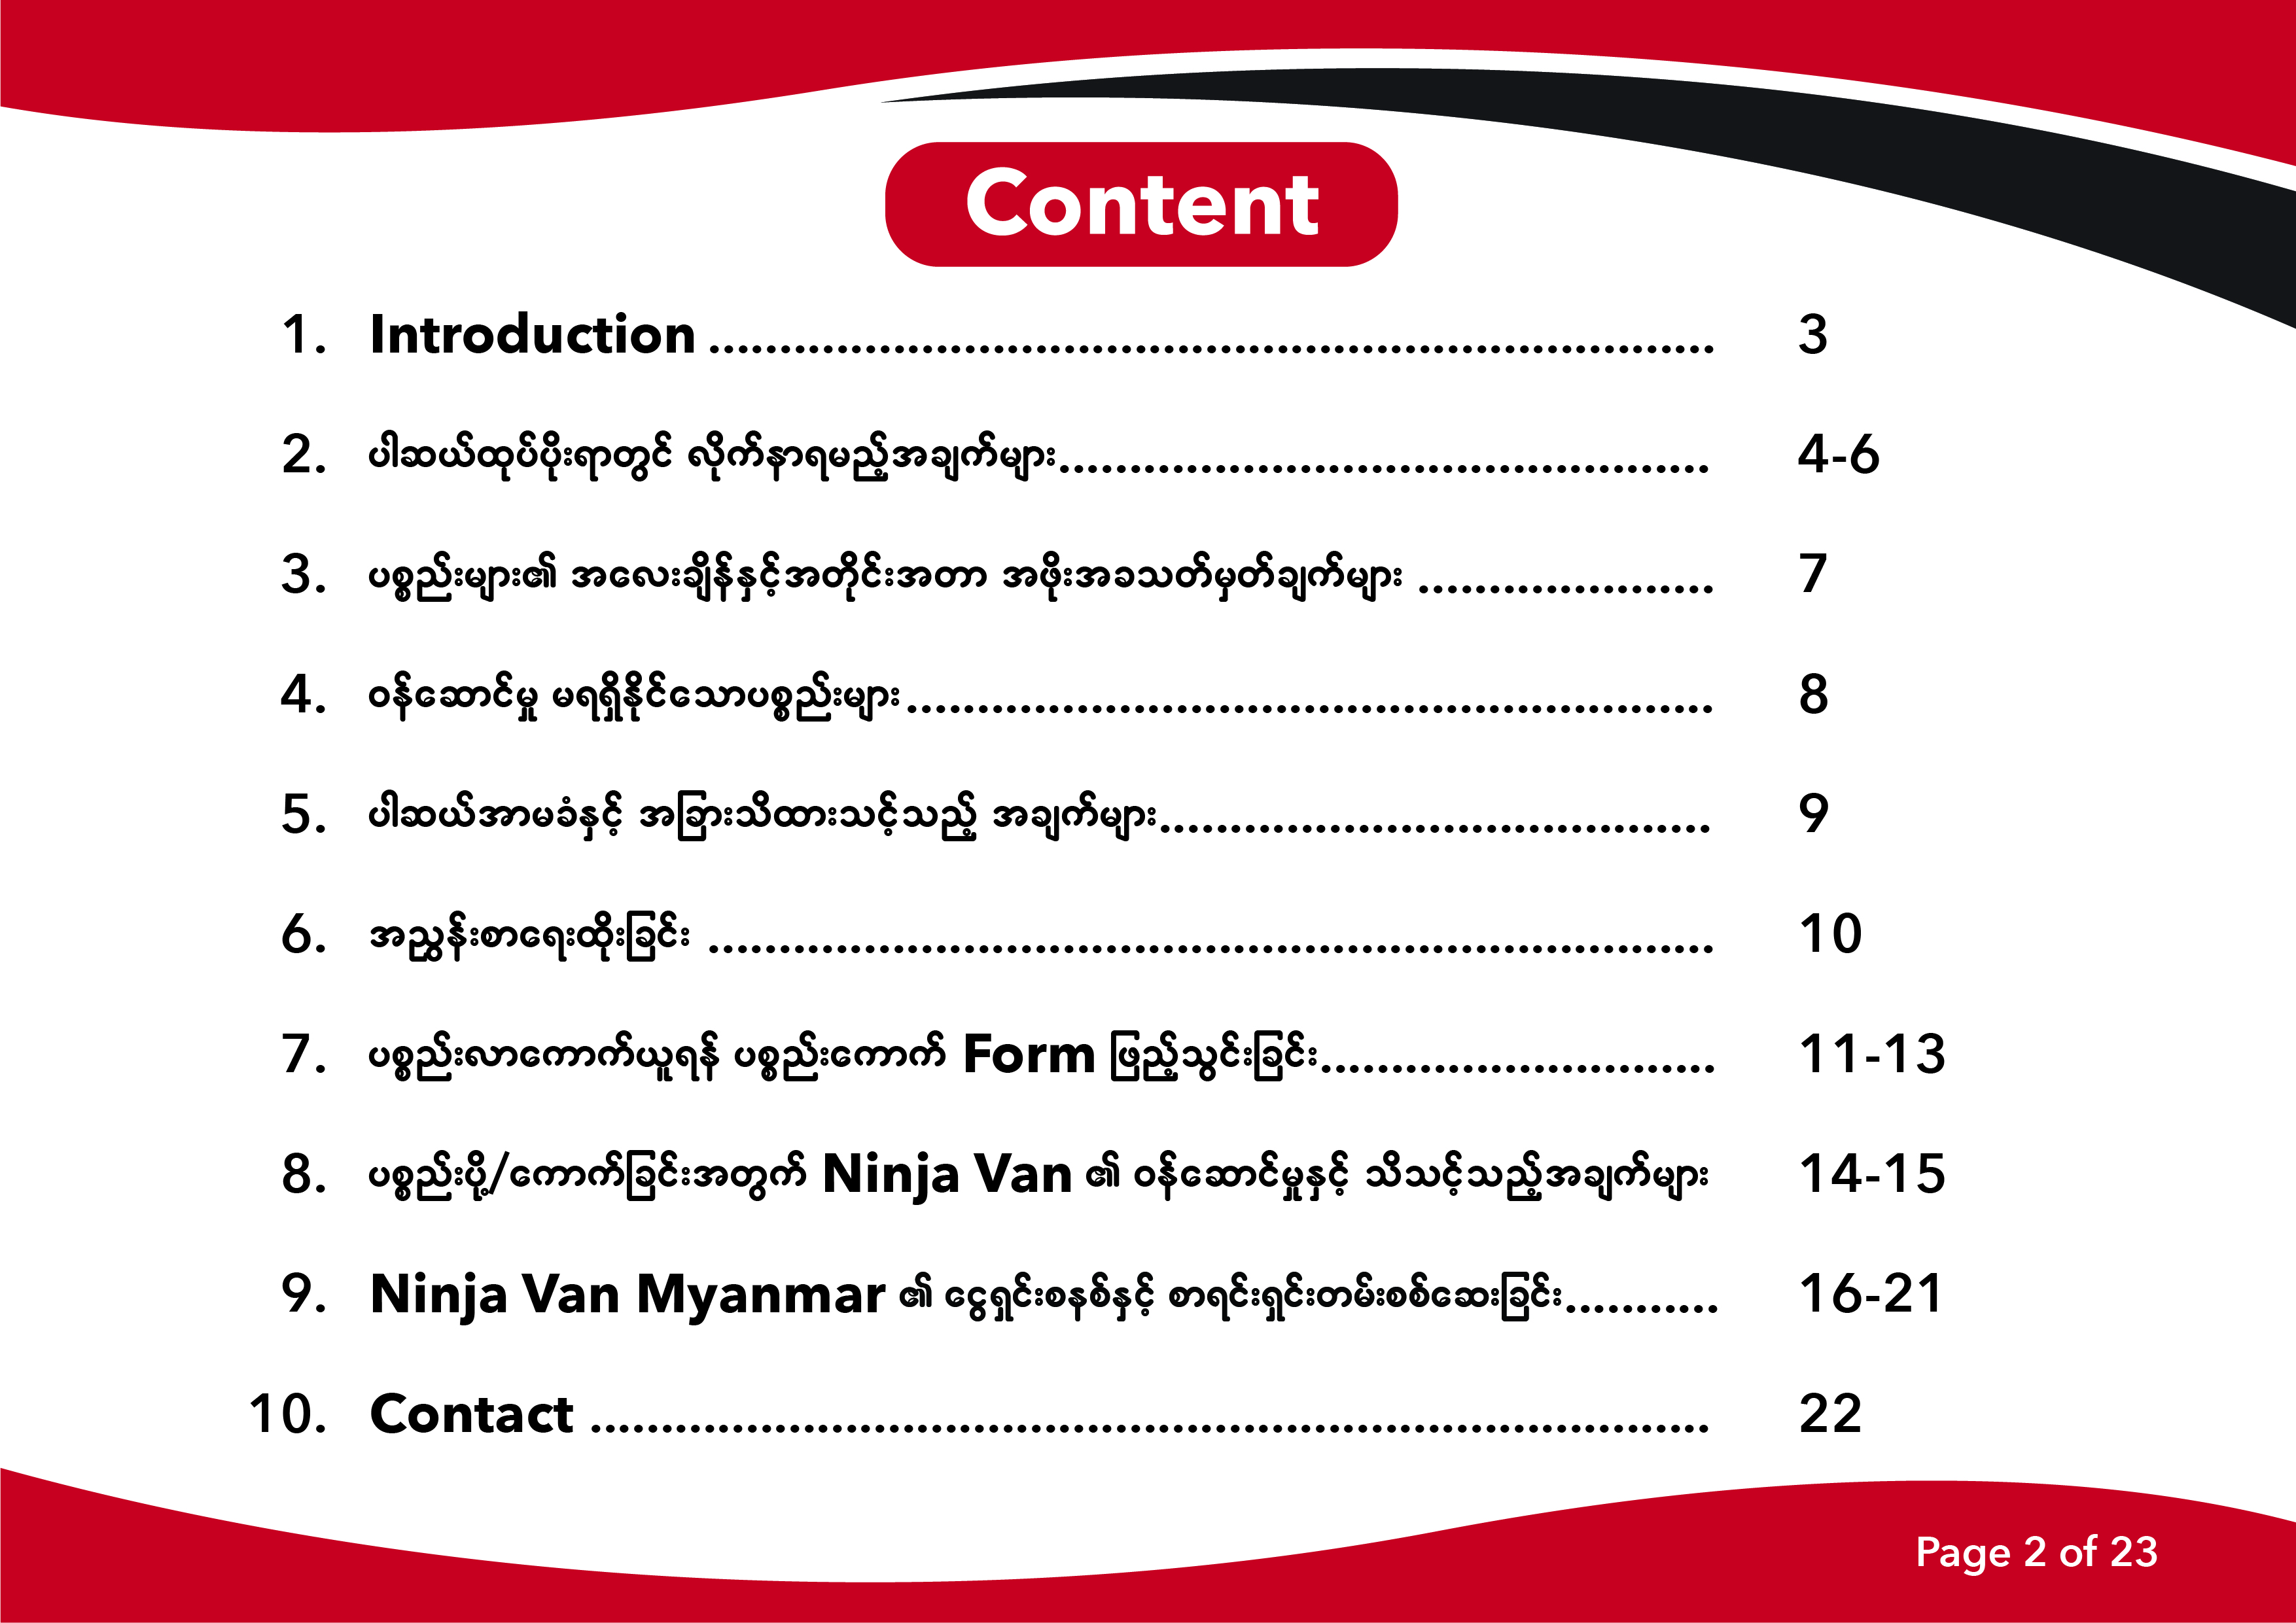 Content
1. Introduction ........................................................................ 3
2. ပါဆယ်ထုပ်ပိုးရာတွင် လိုက်နာရမည့်အချက်များ.............................................. 4-6
3. ပစ္စည်းများ၏ အလေးချိန်နှင့်အတိုင်းအတာ အဖိုးအခသတ်မှတ်ချက်များ ..................... 7
4. ဝန်ဆောင်မှု မရရှိနိုင်သောပစ္စည်းများ......................................................... 8
5. ပါဆယ်အာမခံနှင့် အခြားသိထားသင့်သည့် အချက်များ....................................... 9
6. အညွှန်းစာရေးထိုးခြင်း ....................................................................... 10
7. ပစ္စည်းလာကောက်ယူရန် ပစ္စည်းကောက် Form ဖြည့်သွင်းခြင်း............................ 11-13
8. ပစ္စည်းပို့/ကောက်ခြင်းအတွက် Ninja Van ၏ ဝန်ဆောင်မှုနှင့် သိသင့်သည့်အချက်များ 14-15
9. Ninja Van Myanmar ၏ ငွေရှင်းစနစ်နှင့် စာရင်းရှင်းတမ်းစစ်ဆေးခြင်း........... 16-21
10. Contact ............................................................................... 22
Page 2 of 23